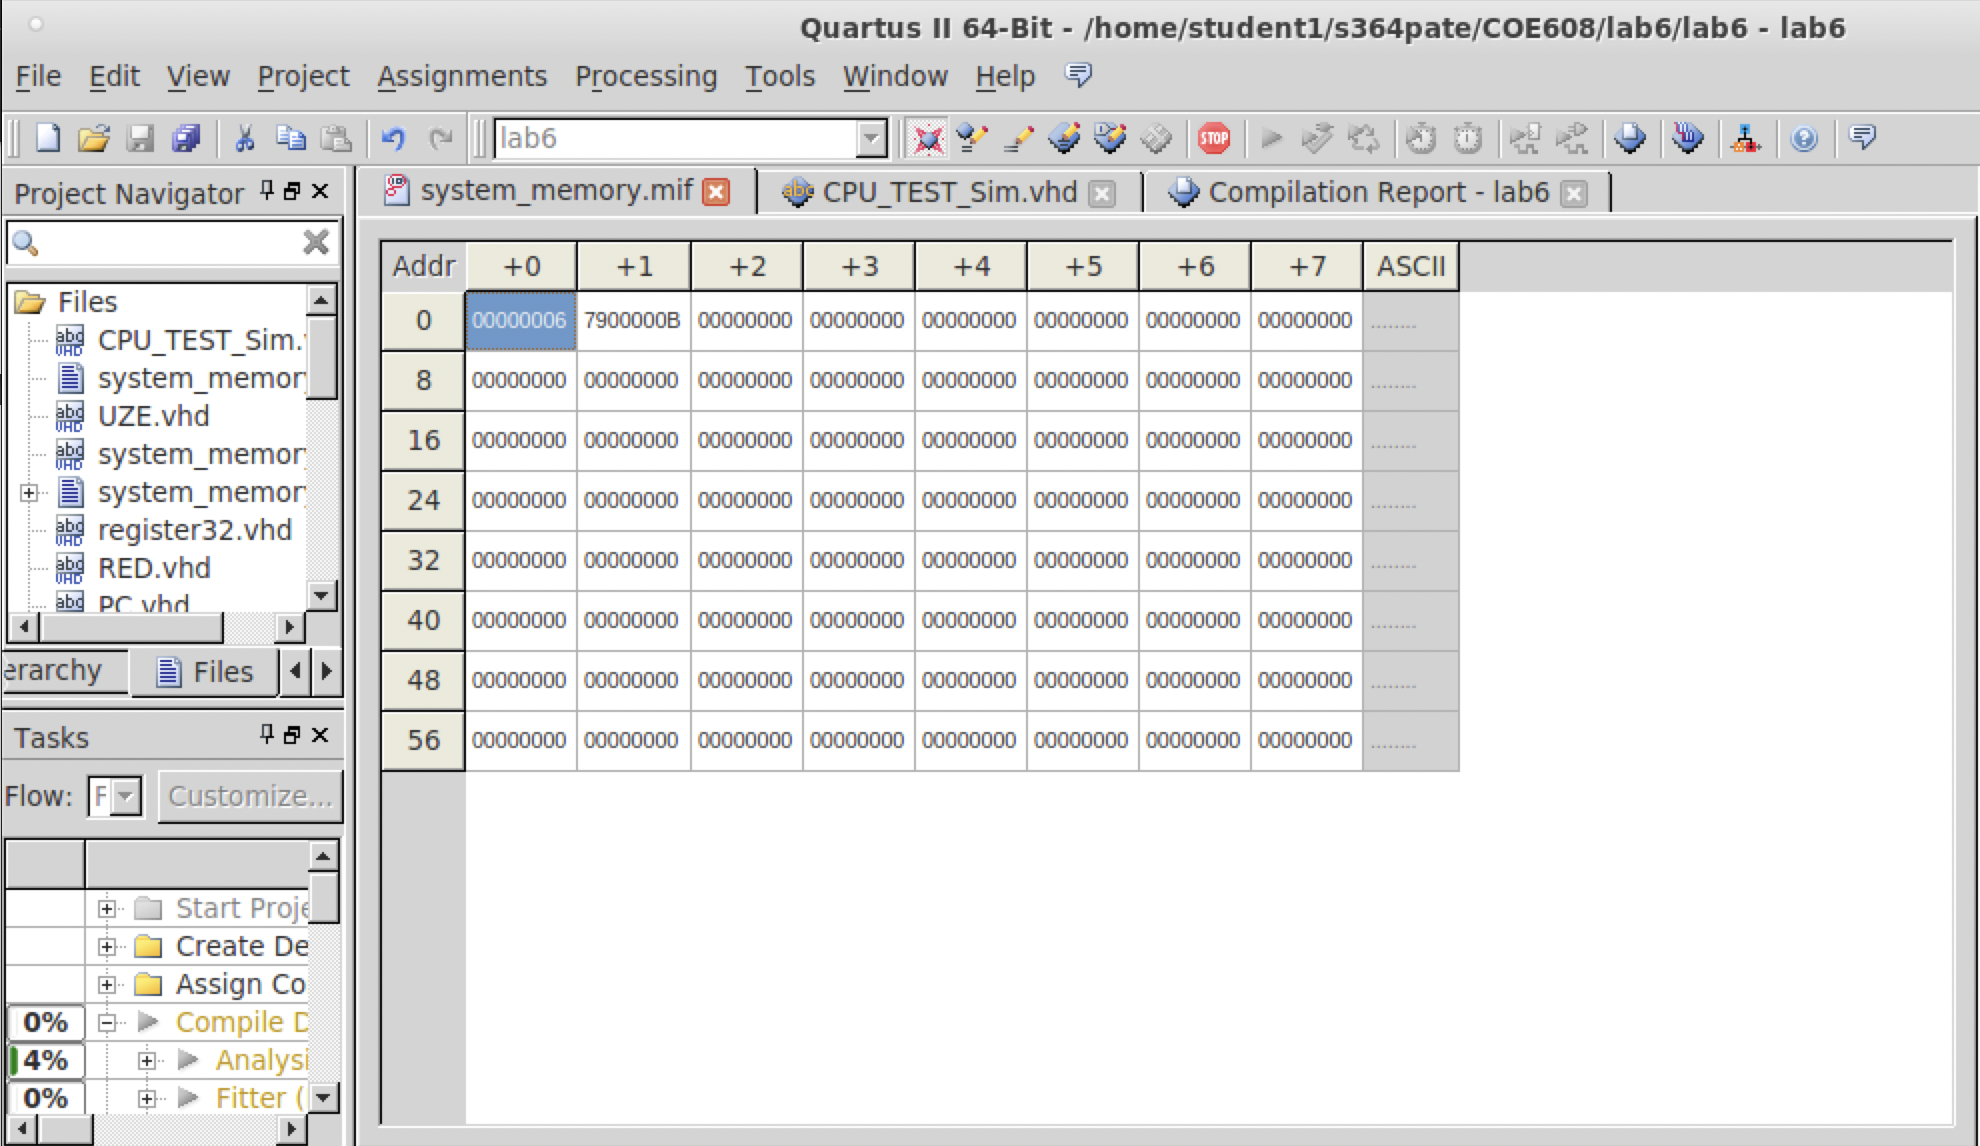 Quartus II 64-Bit - /home/student1/s364pate/COE608/lab6/lab6 - lab6
File Edit View Project Assignments Processing Tools Window Help
lab6 STOP
Project Navigator
system_memory.mif CPU_TEST_Sim.vhd Compilation Report - lab6
Files
CPU_TEST_Sim.
system_memor
UZE.vhd
system_memor
system_memor
register32.vhd
RED.vhd
PC.vhd
erarchy Files
Tasks
Flow: F Customize...
Start Proje
Create De
Assign Co
0% Compile D
4% Analysi
0% Fitter (
Addr +0 +1 +2 +3 +4 +5 +6 +7 ASCII
0 00000006 7900000B 00000000 00000000 00000000 00000000 00000000 00000000 ........
8 00000000 00000000 00000000 00000000 00000000 00000000 00000000 00000000 ........
16 00000000 00000000 00000000 00000000 00000000 00000000 00000000 00000000 ........
24 00000000 00000000 00000000 00000000 00000000 00000000 00000000 00000000 ........
32 00000000 00000000 00000000 00000000 00000000 00000000 00000000 00000000 ........
40 00000000 00000000 00000000 00000000 00000000 00000000 00000000 00000000 ........
48 00000000 00000000 00000000 00000000 00000000 00000000 00000000 00000000 ........
56 00000000 00000000 00000000 00000000 00000000 00000000 00000000 00000000 ........